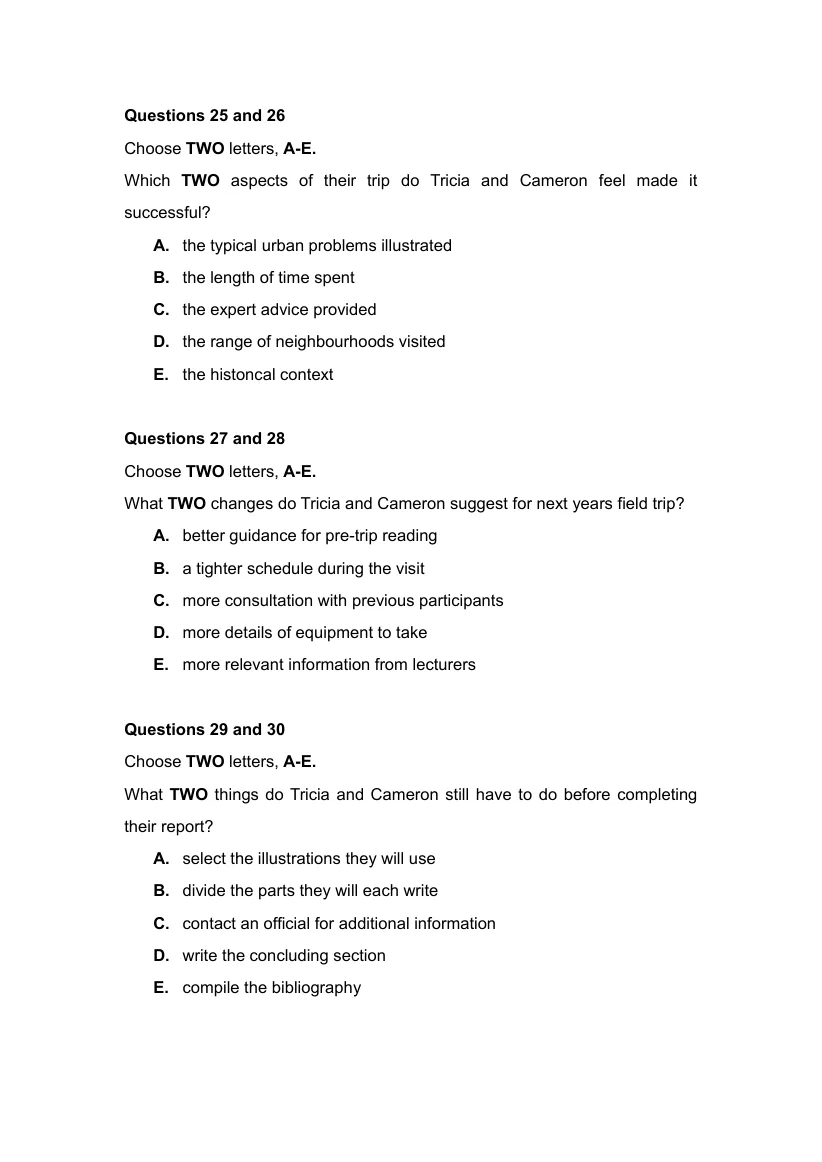 Questions 25 and 26
Choose TWO letters, A-E.
Which TWO aspects of their trip do Tricia and Cameron feel made it
successful?
A. the typical urban problems illustrated
B. the length of time spent
C. the expert advice provided
D. the range of neighbourhoods visited
E. the histoncal context
Questions 27 and 28
Choose TWO letters, A-E.
What TWO changes do Tricia and Cameron suggest for next years field trip?
A. better guidance for pre-trip reading
B. a tighter schedule during the visit
C. more consultation with previous participants
D. more details of equipment to take
E. more relevant information from lecturers
Questions 29 and 30
Choose TWO letters, A-E.
What TWO things do Tricia and Cameron still have to do before completing
their report?
A. select the illustrations they will use
B. divide the parts they will each write
C. contact an official for additional information
D. write the concluding section
E. compile the bibliography